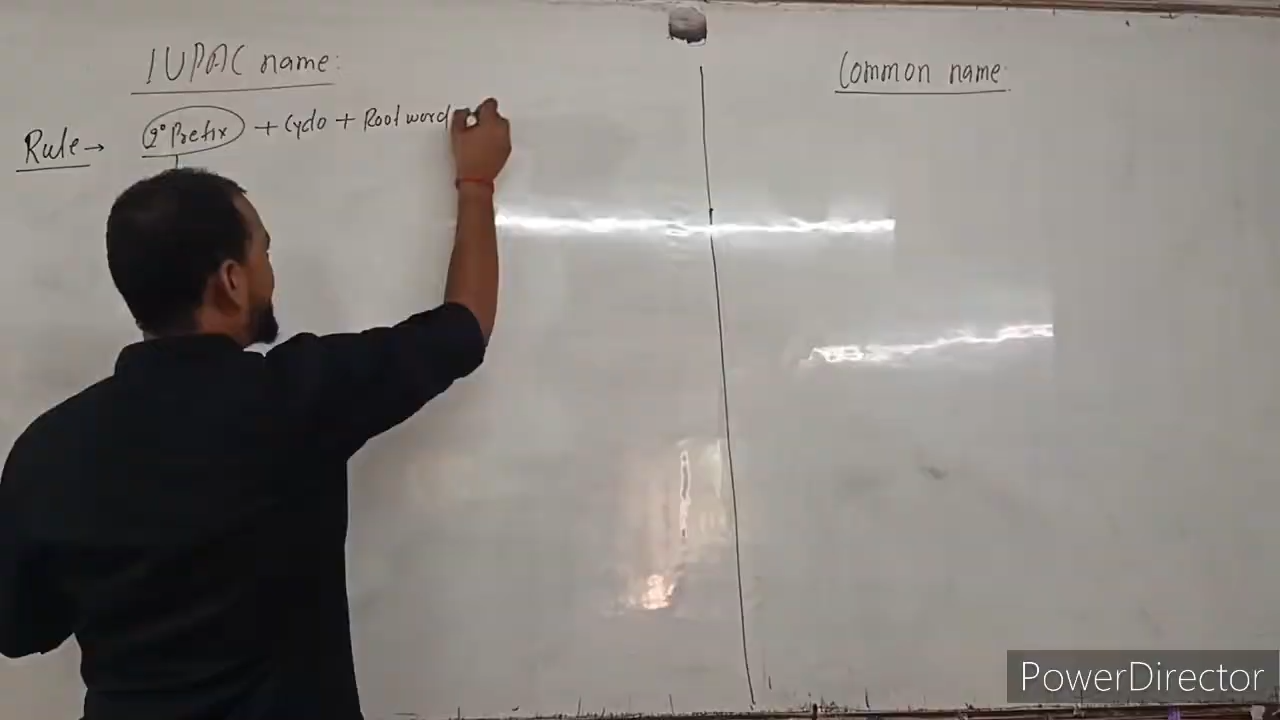 IUPAC name:
Rule → 2° Prefix + Cyclo + Root word
Common name:
PowerDirector